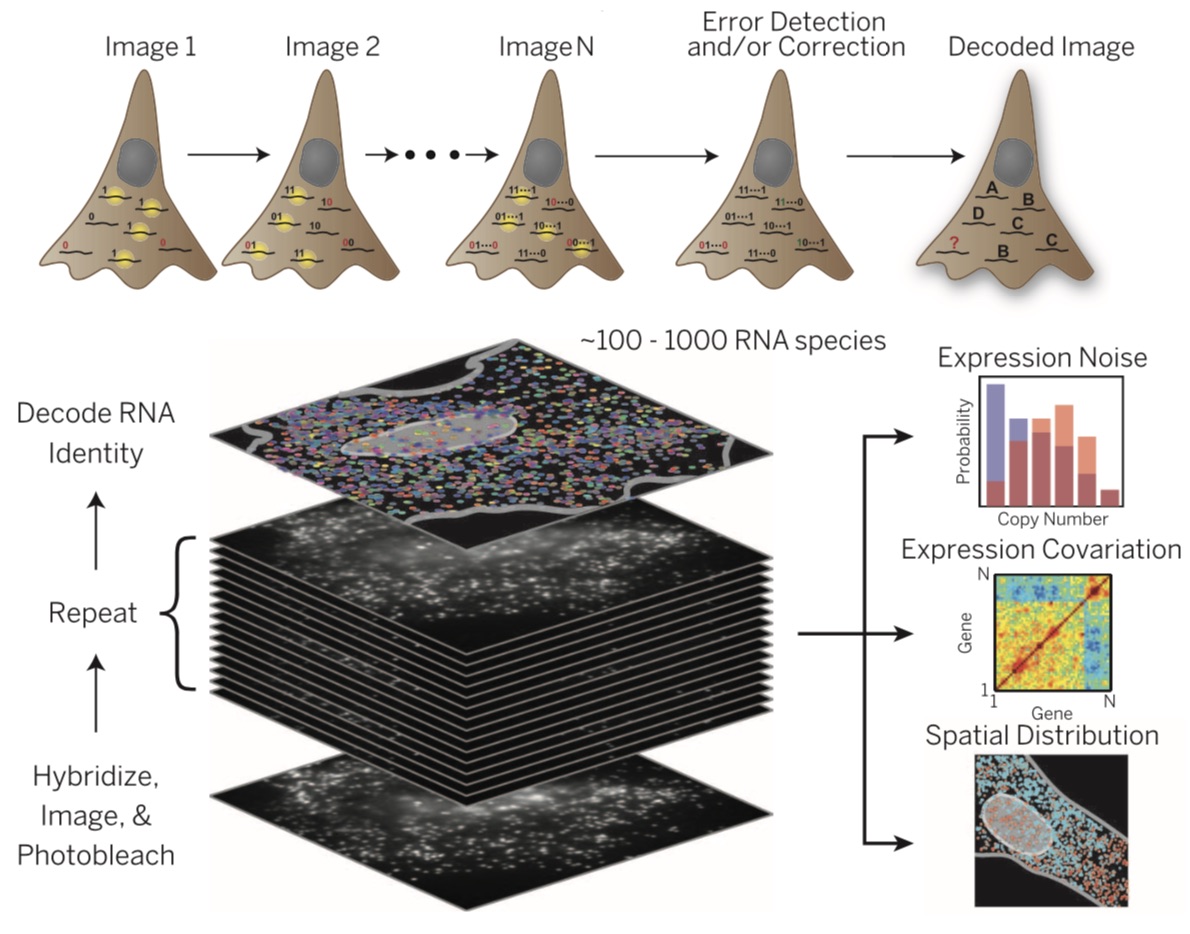 Image 1
Image 2
Image N
Error Detection
and/or Correction
Decoded Image
1
1
0
1
0
0
1
11
10
01
10
01
00
11
11···1
10···0
01···1
10···1
01···0
00···1
11···0
11···1
11···0
01···1
10···1
01···0
10···1
11···0
A
B
D
C
?
C
B
~100 - 1000 RNA species
Decode RNA
Identity
Repeat
Hybridize,
Image, &
Photobleach
Expression Noise
Probability
Copy Number
Expression Covariation
N
Gene
1
1
N
Gene
Spatial Distribution